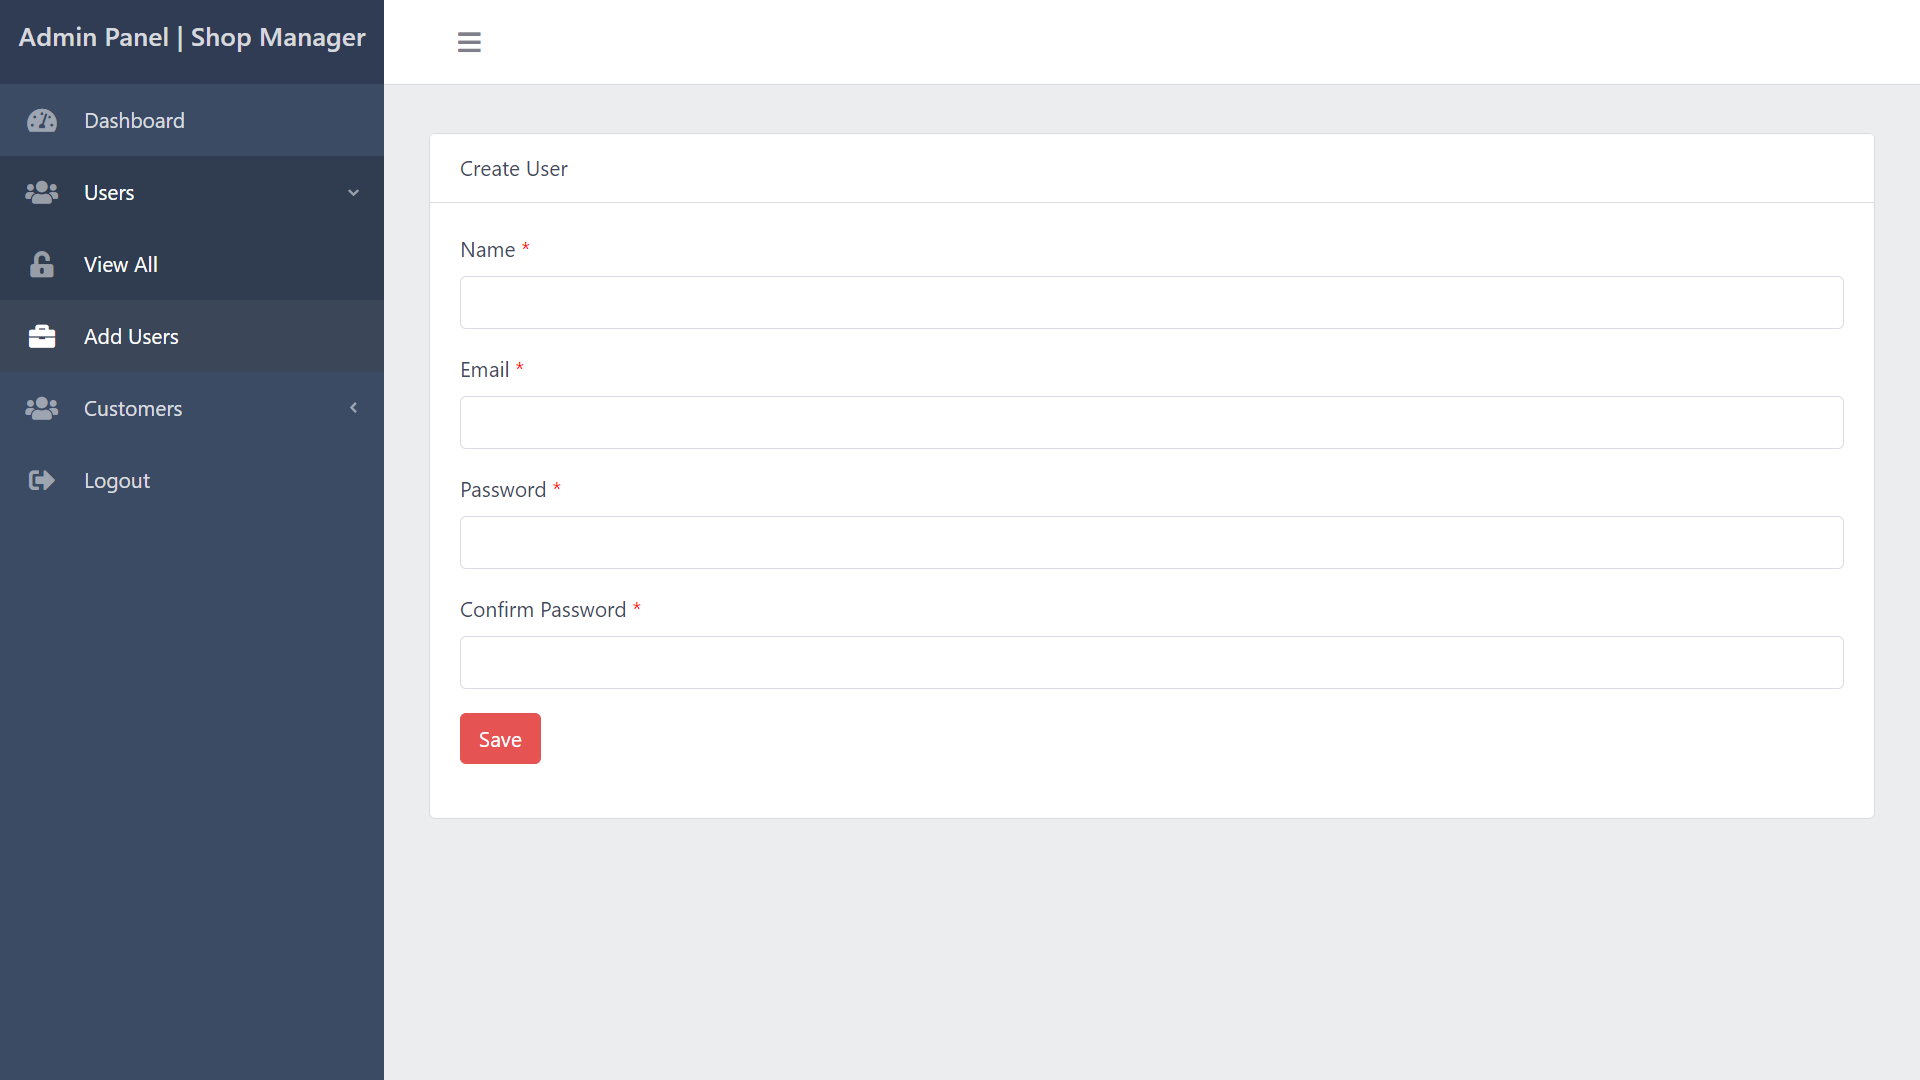 Admin Panel | Shop Manager
Dashboard
Users
View All
Add Users
Customers
Logout
Create User
Name *
Email *
Password *
Confirm Password *
Save